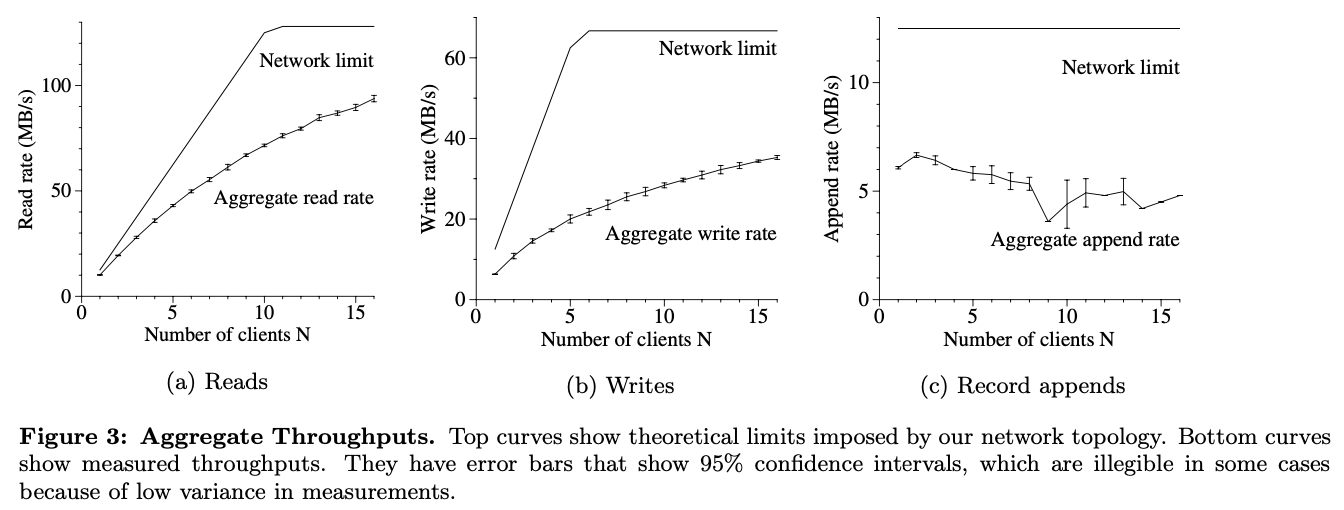 100
50
0
0
5
10
15
Read rate (MB/s)
Network limit
Aggregate read rate
Number of clients N
(a) Reads
60
40
20
0
0
5
10
15
Write rate (MB/s)
Network limit
Aggregate write rate
Number of clients N
(b) Writes
10
5
0
0
5
10
15
Append rate (MB/s)
Network limit
Aggregate append rate
Number of clients N
(c) Record appends
Figure 3: Aggregate Throughputs. Top curves show theoretical limits imposed by our network topology. Bottom curves
show measured throughputs. They have error bars that show 95% confidence intervals, which are illegible in some cases
because of low variance in measurements.